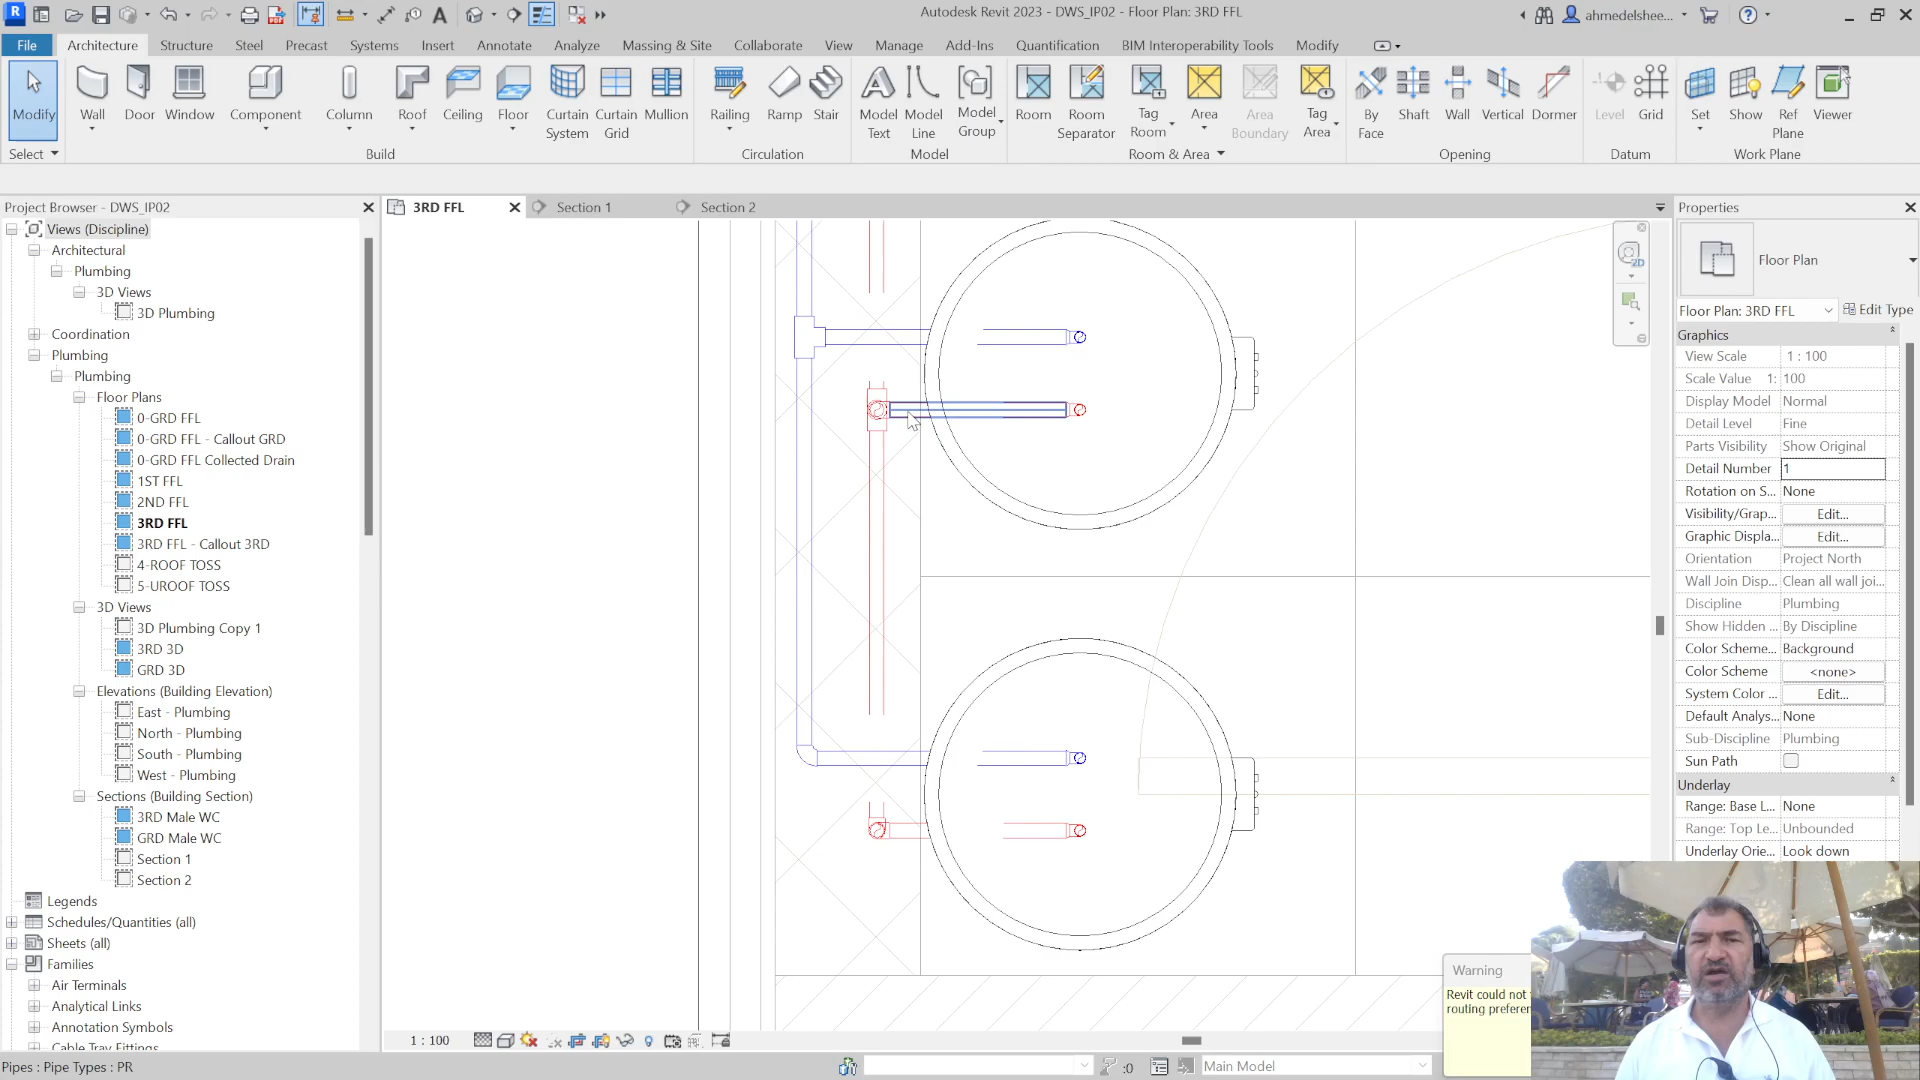 Autodesk Revit 2023 - DWS_IP02 - Floor Plan: 3RD FFL
ahmedelshee...
File Architecture Structure Steel Precast Systems Insert Annotate Analyze Massing & Site Collaborate View Manage Add-Ins Quantification BIM Interoperability Tools Modify
Modify Wall Door Window Component Column Roof Ceiling Floor Curtain System Curtain Grid Mullion Railing Ramp Stair Model Text Model Line Model Group Room Room Separator Tag Room Area Area Boundary Tag Area By Face Shaft Wall Vertical Dormer Level Grid Set Show Ref Plane Viewer
Select Build Circulation Model Room & Area Opening Datum Work Plane
Project Browser - DWS_IP02
Views (Discipline)
Architectural
Plumbing
3D Views
3D Plumbing
Coordination
Plumbing
Plumbing
Floor Plans
0-GRD FFL
0-GRD FFL - Callout GRD
0-GRD FFL Collected Drain
1ST FFL
2ND FFL
3RD FFL
3RD FFL - Callout 3RD
4-ROOF TOSS
5-UROOF TOSS
3D Views
3D Plumbing Copy 1
3RD 3D
GRD 3D
Elevations (Building Elevation)
East - Plumbing
North - Plumbing
South - Plumbing
West - Plumbing
Sections (Building Section)
3RD Male WC
GRD Male WC
Section 1
Section 2
Legends
Schedules/Quantities (all)
Sheets (all)
Families
Air Terminals
Analytical Links
Annotation Symbols
Cable Tray Fittings
3RD FFL Section 1 Section 2
2D
Properties
Floor Plan
Floor Plan: 3RD FFL Edit Type
Graphics
View Scale 1 : 100
Scale Value 1: 100
Display Model Normal
Detail Level Fine
Parts Visibility Show Original
Detail Number 1
Rotation on S... None
Visibility/Grap... Edit...
Graphic Displa... Edit...
Orientation Project North
Wall Join Disp... Clean all wall joi...
Discipline Plumbing
Show Hidden ... By Discipline
Color Scheme... Background
Color Scheme <none>
System Color ... Edit...
Default Analys... None
Sub-Discipline Plumbing
Sun Path
Underlay
Range: Base L... None
Range: Top Le... Unbounded
Underlay Orie... Look down
Warning
Revit could not
routing preferen
1 : 100
Pipes : Pipe Types : PR
:0
Main Model